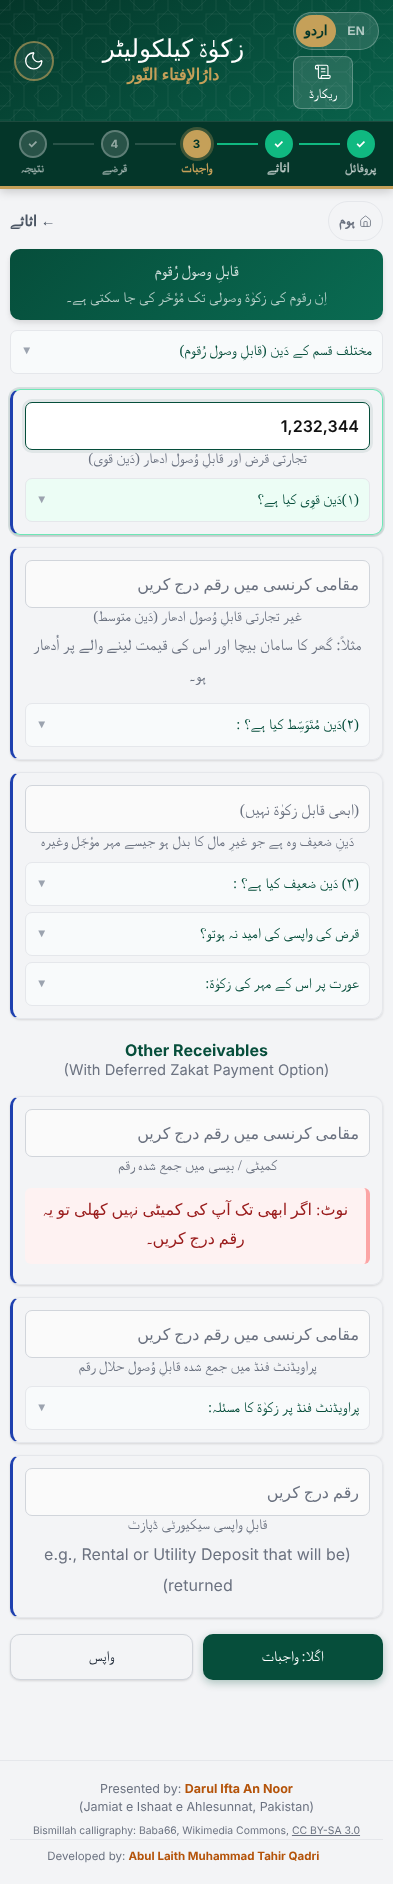 EN
اردو
زکوٰۃ کیلکولیٹر
دارُالإفتاء النّور
ریکارڈ
3
4
پروفائل
اثاثے
واجبات
قرضے
نتیجہ
ہوم
← اثاثے
قابلِ وصول رُقوم
اِن رقوم کی زکوٰۃ وصولی تک مُؤخّر کی جا سکتی ہے۔
مختلف قسم کے دَین (قابلِ وصول رُقوم)
1,232,344
تجارتی قرض اور قابلِ وُصول ادھار (دَین قوی)
(۱)دَین قوِی کیا ہے؟
مقامی کرنسی میں رقم درج کریں
غیر تجارتی قابلِ وُصول ادھار (دَین متوسط)
مثلاً: گھر کا سامان بیچا اور اس کی قیمت لینے والے پر اُدھار
ہو۔
(۲)دَین مُتَوَسِّط کیا ہے؟ :
(ابھی قابلِ زکوٰۃ نہیں)
دَینِ ضعیف وہ ہے جو غیرِ مال کا بدل ہو جیسے مہر موٴجّل وغیرہ
(۳) دَین ضعیف کیا ہے؟ :
قرض کی واپسی کی امید نہ ہوتو؟
عورت پر اس کے مہر کی زکوٰۃ:
Other Receivables
(With Deferred Zakat Payment Option)
مقامی کرنسی میں رقم درج کریں
کمیٹی / بیسی میں جمع شدہ رقم
نوٹ: اگر ابھی تک آپ کی کمیٹی نہیں کھلی تو یہ
رقم درج کریں۔
مقامی کرنسی میں رقم درج کریں
پراویڈنٹ فنڈ میں جمع شدہ قابلِ وُصول حلال رقم
پراویڈنٹ فنڈ پر زکوٰۃ کا مسئلہ:
رقم درج کریں
قابلِ واپسی سیکیورٹی ڈپازٹ
e.g., Rental or Utility Deposit that will be)
(returned
اگلا: واجبات
واپس
Presented by: Darul Ifta An Noor
(Jamiat e Ishaat e Ahlesunnat, Pakistan)
Bismillah calligraphy: Baba66, Wikimedia Commons, CC BY-SA 3.0
Developed by: Abul Laith Muhammad Tahir Qadri